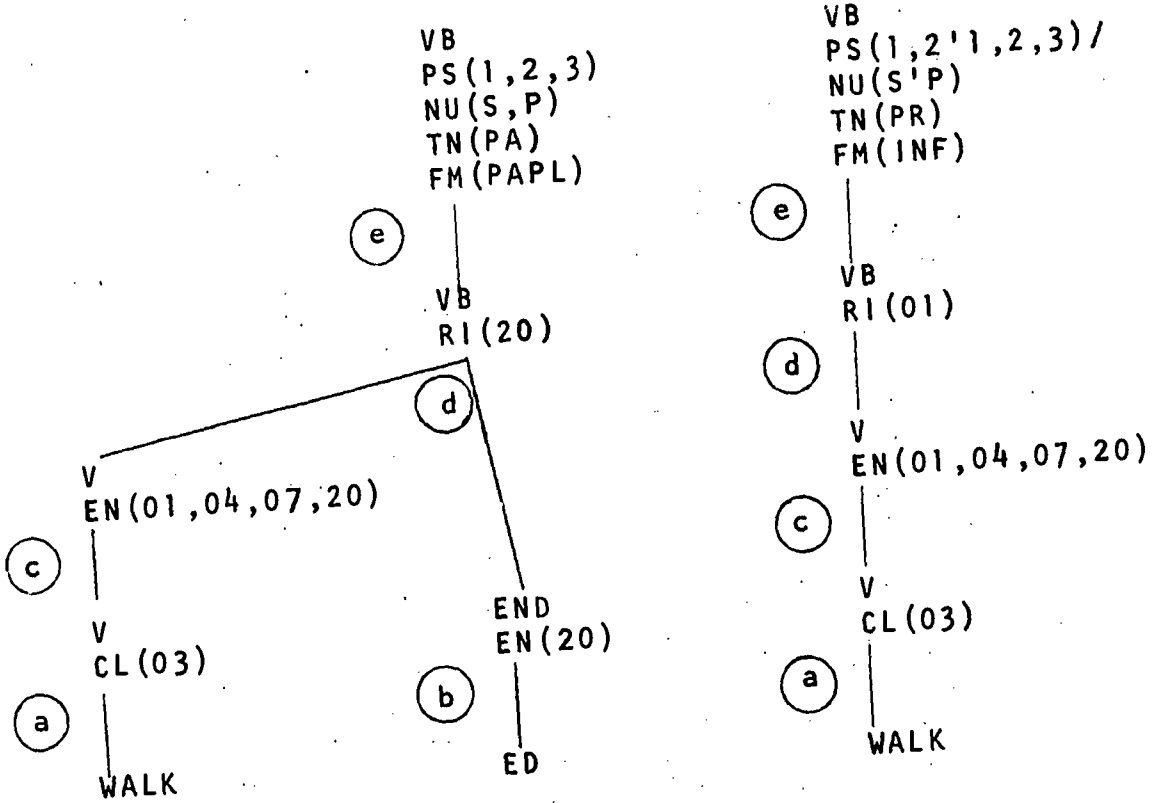 VB
PS(1,2,3)
NU(S,P)
TN(PA)
FM(PAPL)
e
VB
RI(20)
d
V
EN(01,04,07,20)
c
V
CL(03)
a
WALK
END
EN(20)
b
ED
VB
PS(1,2'1,2,3)/
NU(S'P)
TN(PR)
FM(INF)
e
VB
RI(01)
d
V
EN(01,04,07,20)
c
V
CL(03)
a
WALK